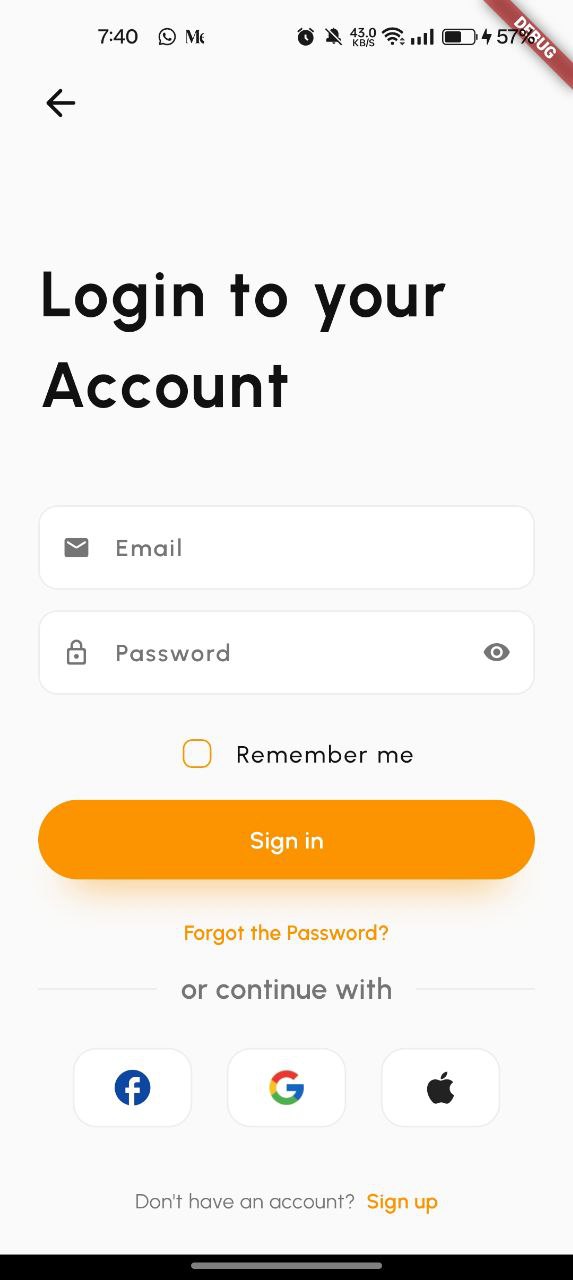 7:40
43.0
KB/S
57%
DEBUG
Login to your
Account
Email
Password
Remember me
Sign in
Forgot the Password?
or continue with
Don't have an account? Sign up